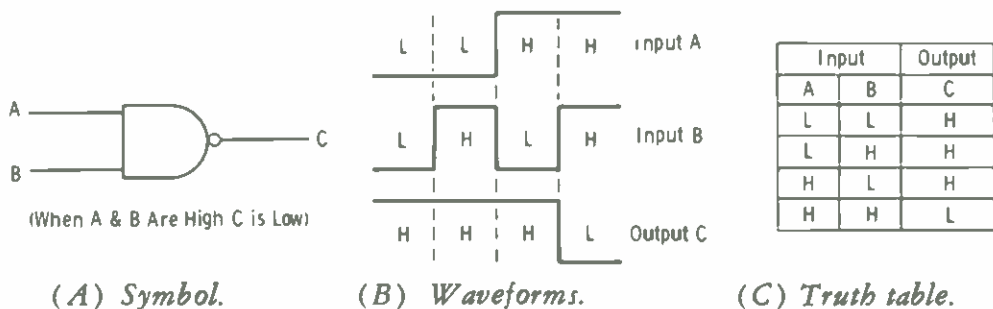 A
B
C
(When A & B Are High C is Low)
(A) Symbol.
L L H H Input A
L H L H Input B
H H H L Output C
(B) Waveforms.
Input Output
A B C
L L H
L H H
H L H
H H L
(C) Truth table.